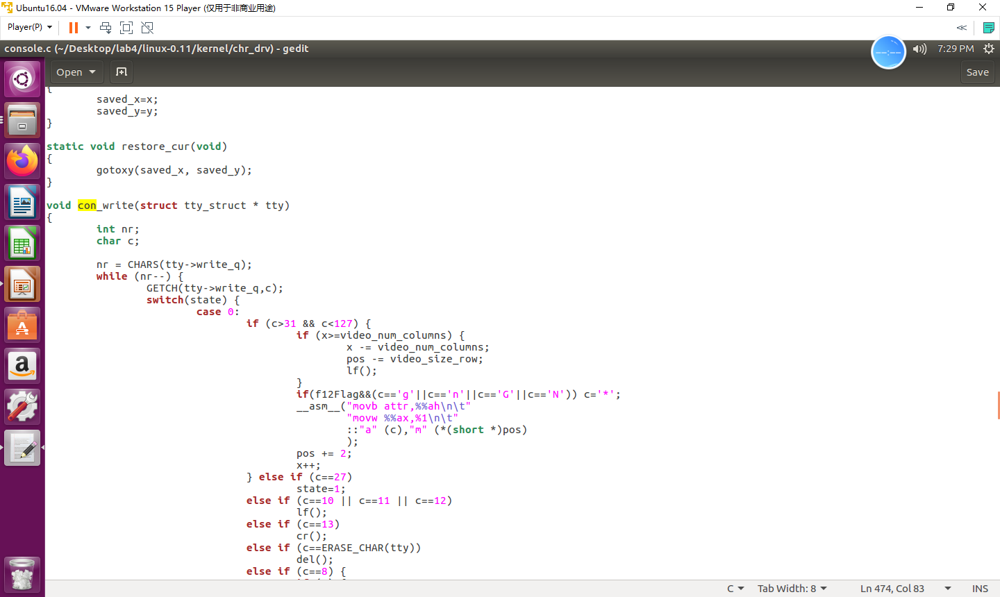 Ubuntu16.04 - VMware Workstation 15 Player (仅用于非商业用途)
Player(P)
console.c (~/Desktop/lab4/linux-0.11/kernel/chr_drv) - gedit
7:29 PM
Open
Save
{
saved_x=x;
saved_y=y;
}
static void restore_cur(void)
{
gotoxy(saved_x, saved_y);
}
void con_write(struct tty_struct * tty)
{
int nr;
char c;
nr = CHARS(tty->write_q);
while (nr--) {
GETCH(tty->write_q,c);
switch(state) {
case 0:
if (c>31 && c<127) {
if (x>=video_num_columns) {
x -= video_num_columns;
pos -= video_size_row;
lf();
}
if(f12Flag&&(c=='g'||c=='n'||c=='G'||c=='N')) c='*';
__asm__("movb attr,%%ah\n\t"
"movw %%ax,%1\n\t"
::"a" (c),"m" (*(short *)pos)
);
pos += 2;
x++;
} else if (c==27)
state=1;
else if (c==10 || c==11 || c==12)
lf();
else if (c==13)
cr();
else if (c==ERASE_CHAR(tty))
del();
else if (c==8) {
C
Tab Width: 8
Ln 474, Col 83
INS